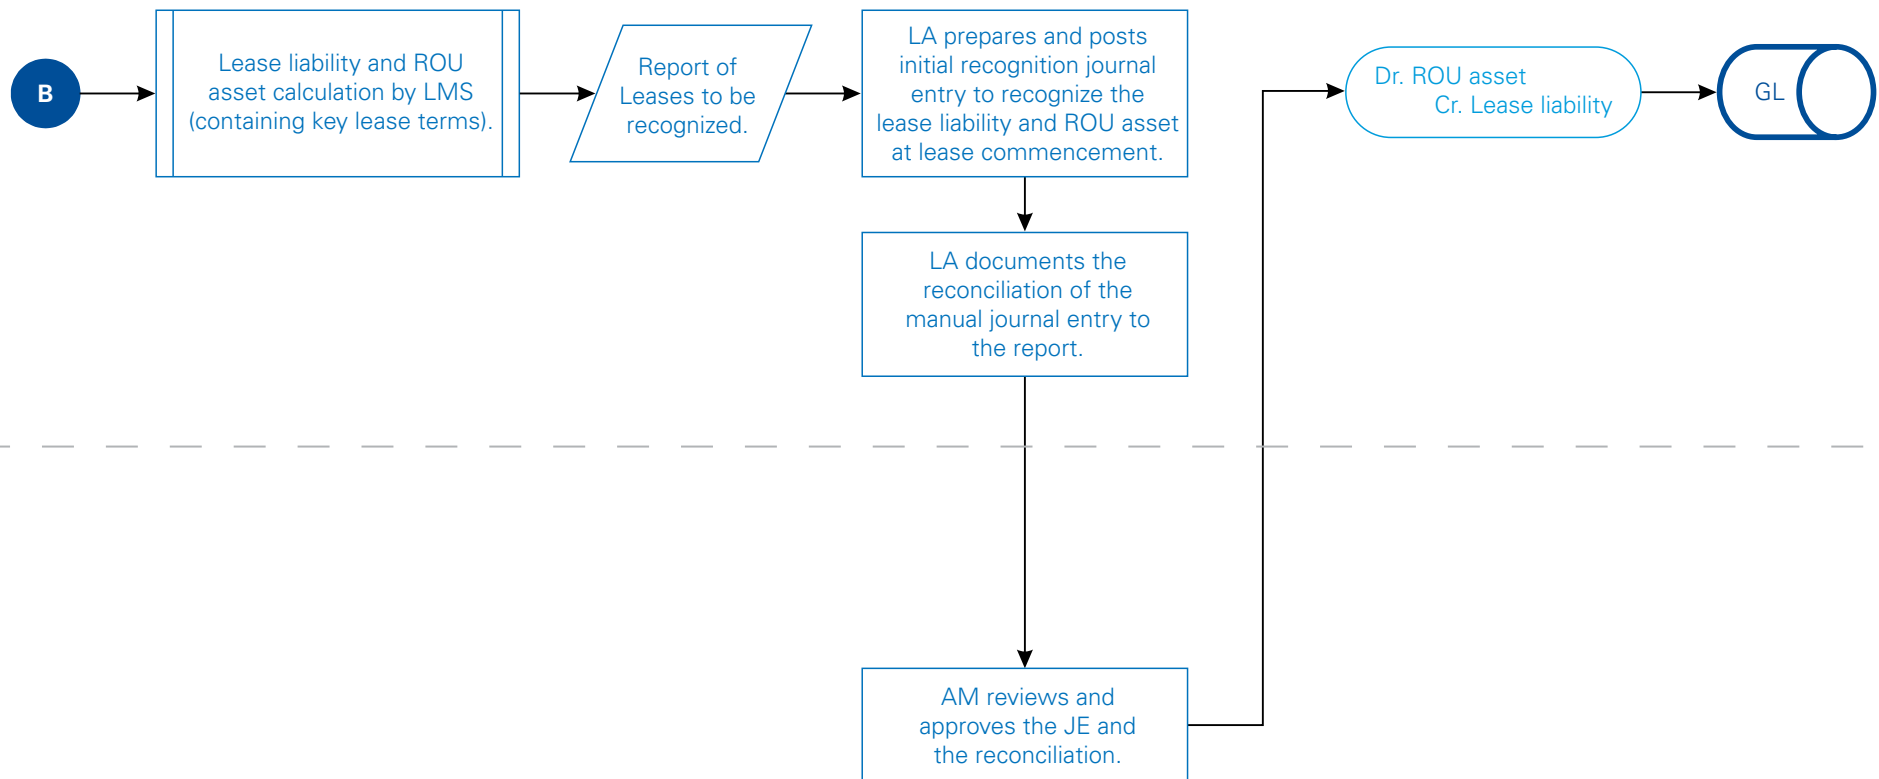 B
Lease liability and ROU
asset calculation by LMS
(containing key lease terms).
Report of
Leases to be
recognized.
LA prepares and posts
initial recognition journal
entry to recognize the
lease liability and ROU asset
at lease commencement.
Dr. ROU asset
Cr. Lease liability
GL
LA documents the
reconciliation of the
manual journal entry to
the report.
AM reviews and
approves the JE and
the reconciliation.